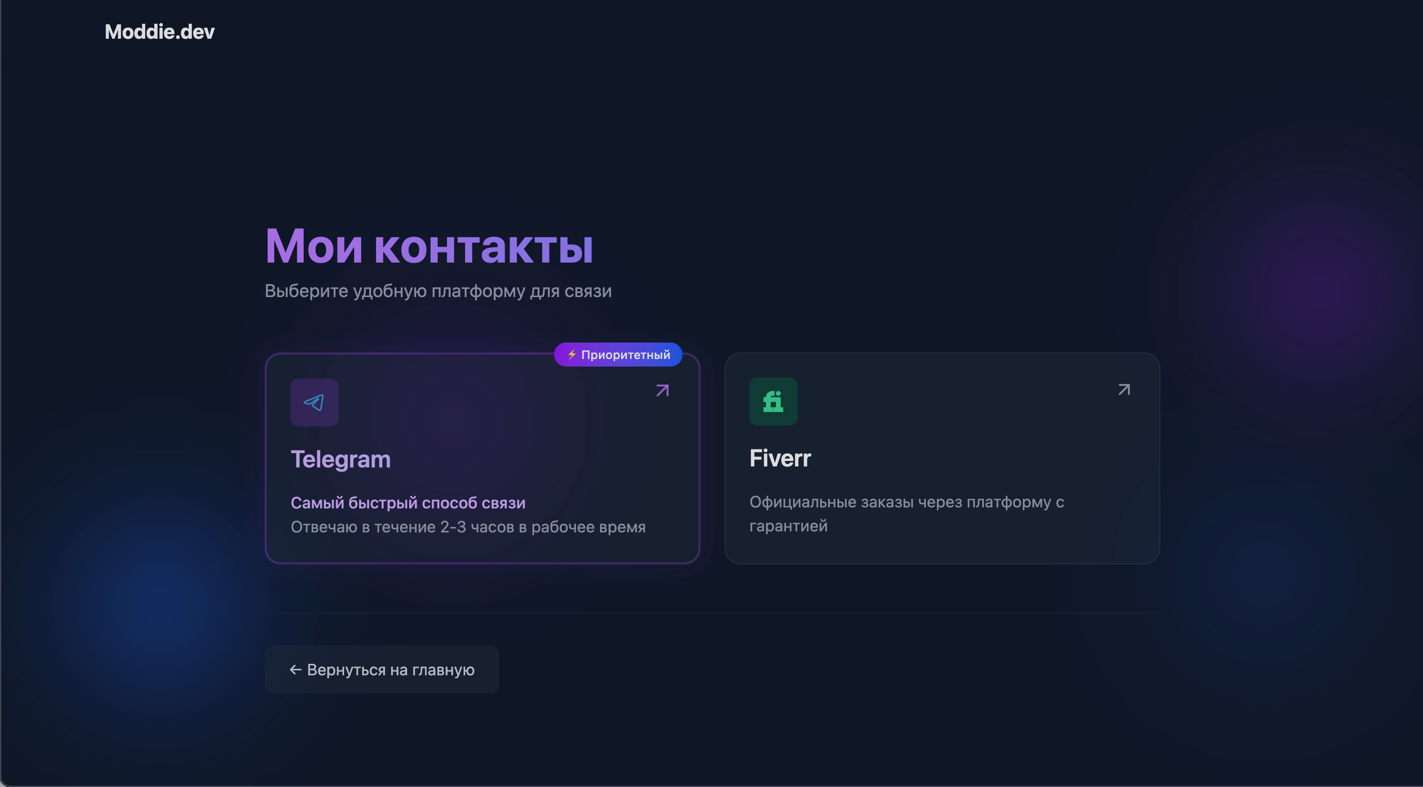 Moddie.dev
Мои контакты
Выберите удобную платформу для связи
⚡ Приоритетный
Telegram
Самый быстрый способ связи
Отвечаю в течение 2-3 часов в рабочее время
fi
Fiverr
Официальные заказы через платформу с
гарантией
← Вернуться на главную